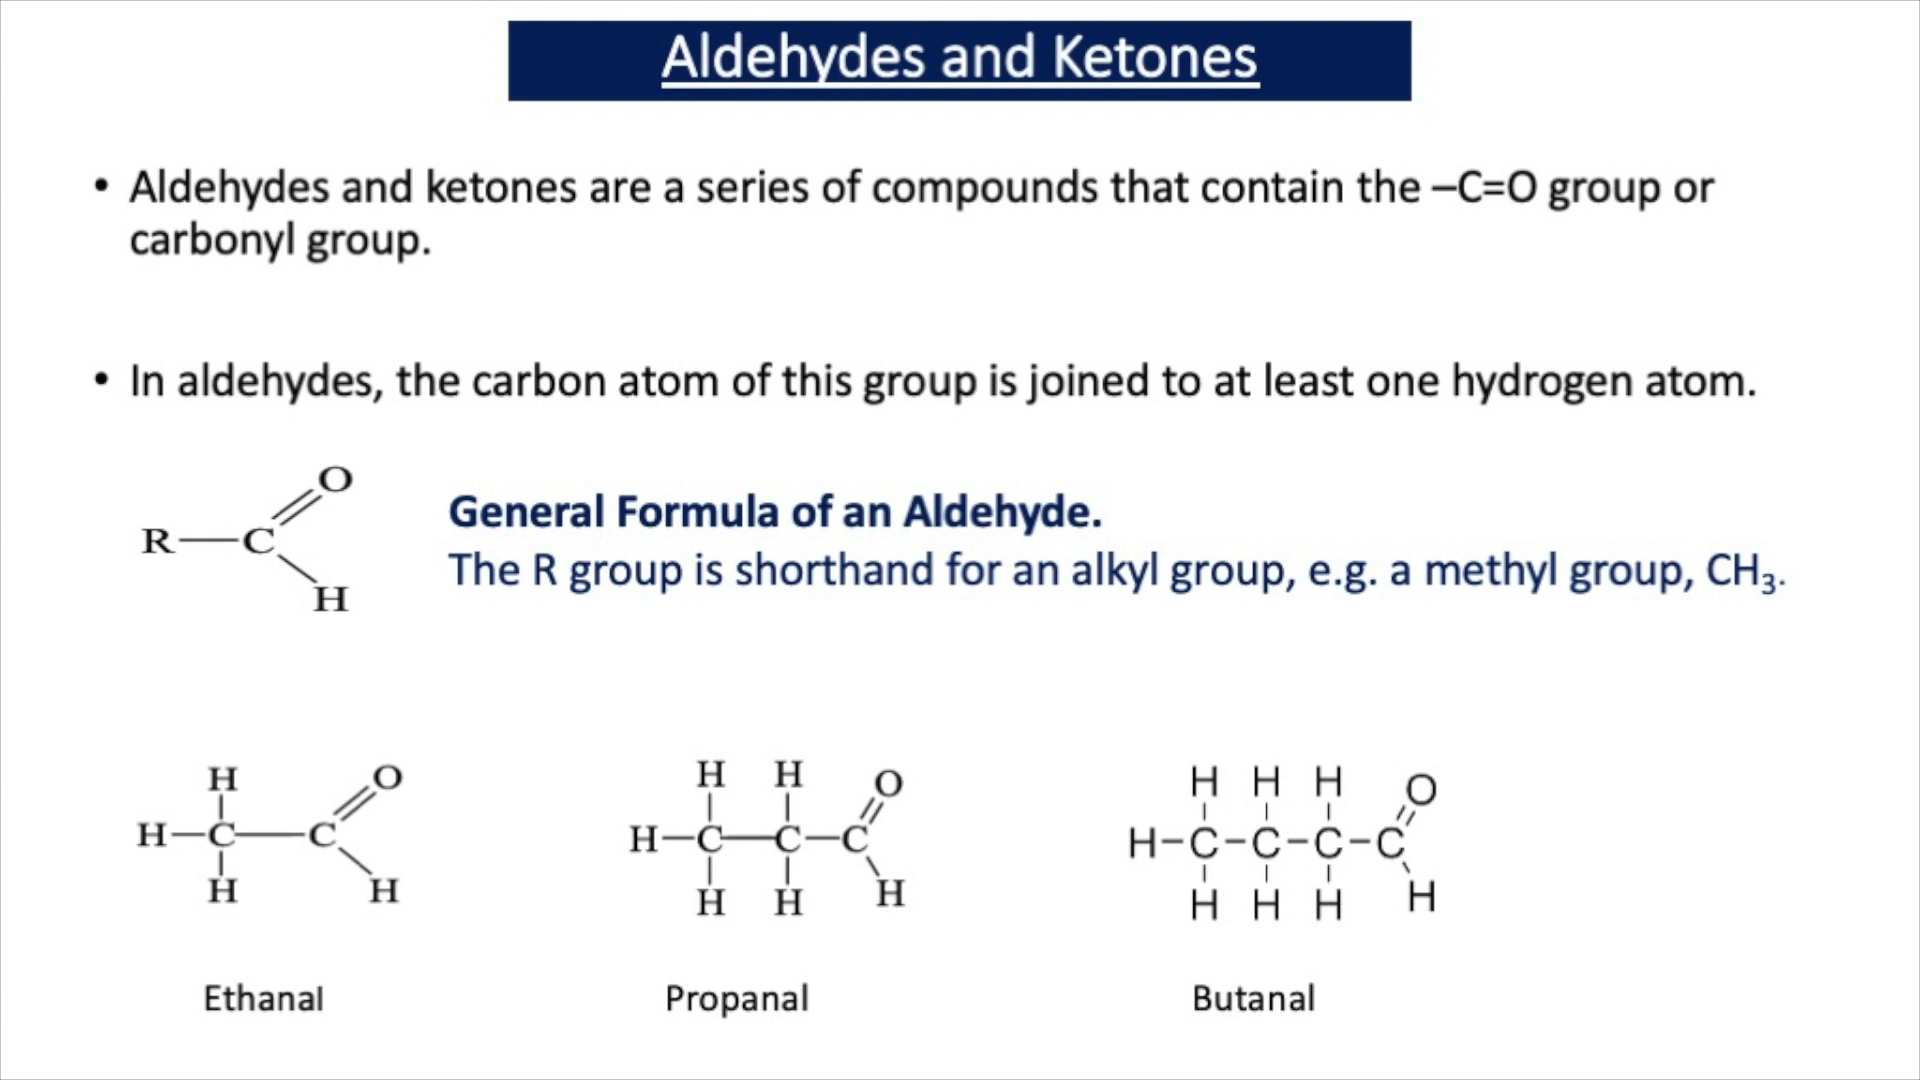 Aldehydes and Ketones
• Aldehydes and ketones are a series of compounds that contain the –C=O group or
carbonyl group.
• In aldehydes, the carbon atom of this group is joined to at least one hydrogen atom.
O
R—C
H
General Formula of an Aldehyde.
The R group is shorthand for an alkyl group, e.g. a methyl group, CH₃.
H O
H—C—C
H H
H H O
H—C—C—C
H H H
H H H O
H-C-C-C-C
H H H H
Ethanal
Propanal
Butanal